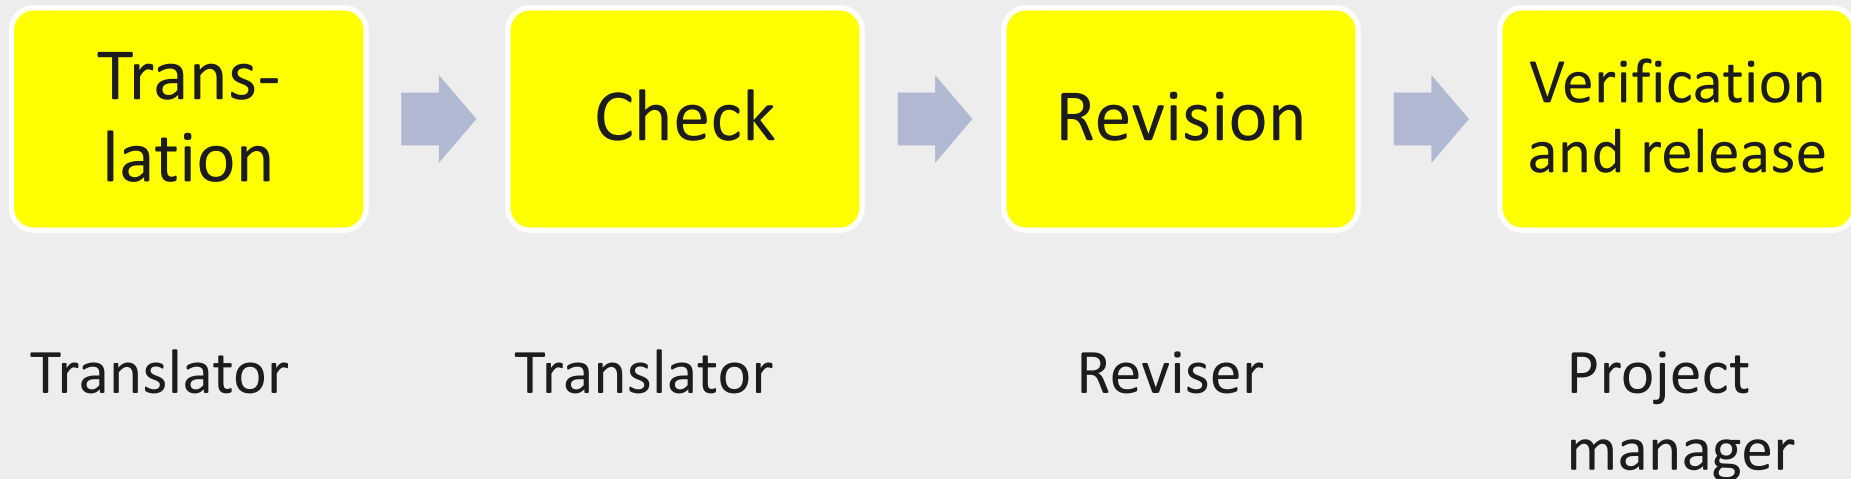 Trans-
lation
Check
Revision
Verification
and release
Translator
Translator
Reviser
Project
manager